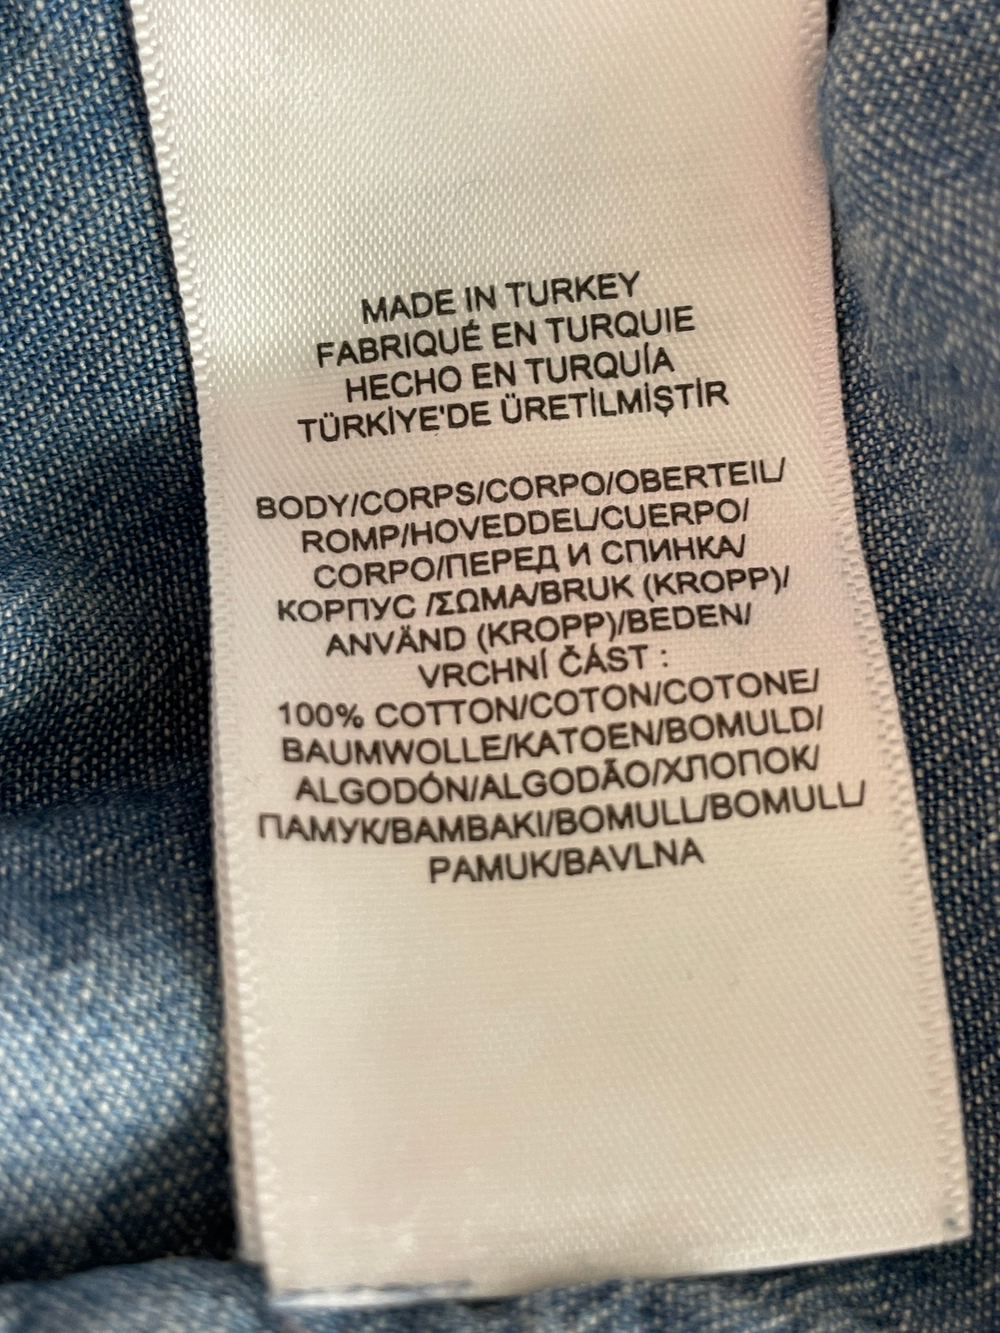 MADE IN TURKEY
FABRIQUÉ EN TURQUIE
HECHO EN TURQUÍA
TÜRKİYE'DE ÜRETİLMİŞTİR
BODY/CORPS/CORPO/OBERTEIL/
ROMP/HOVEDDEL/CUERPO/
CORPO/ПЕРЕД И СПИНКА/
КОРПУС /ΣΩΜΑ/BRUK (KROPP)/
ANVÄND (KROPP)/BEDEN/
VRCHNÍ ČÁST :
100% COTTON/COTON/COTONE/
BAUMWOLLE/KATOEN/BOMULD/
ALGODÓN/ALGODÃO/ХЛОПОК/
ПАМУК/ΒΑΜΒΑΚΙ/BOMULL/BOMULL/
PAMUK/BAVLNA